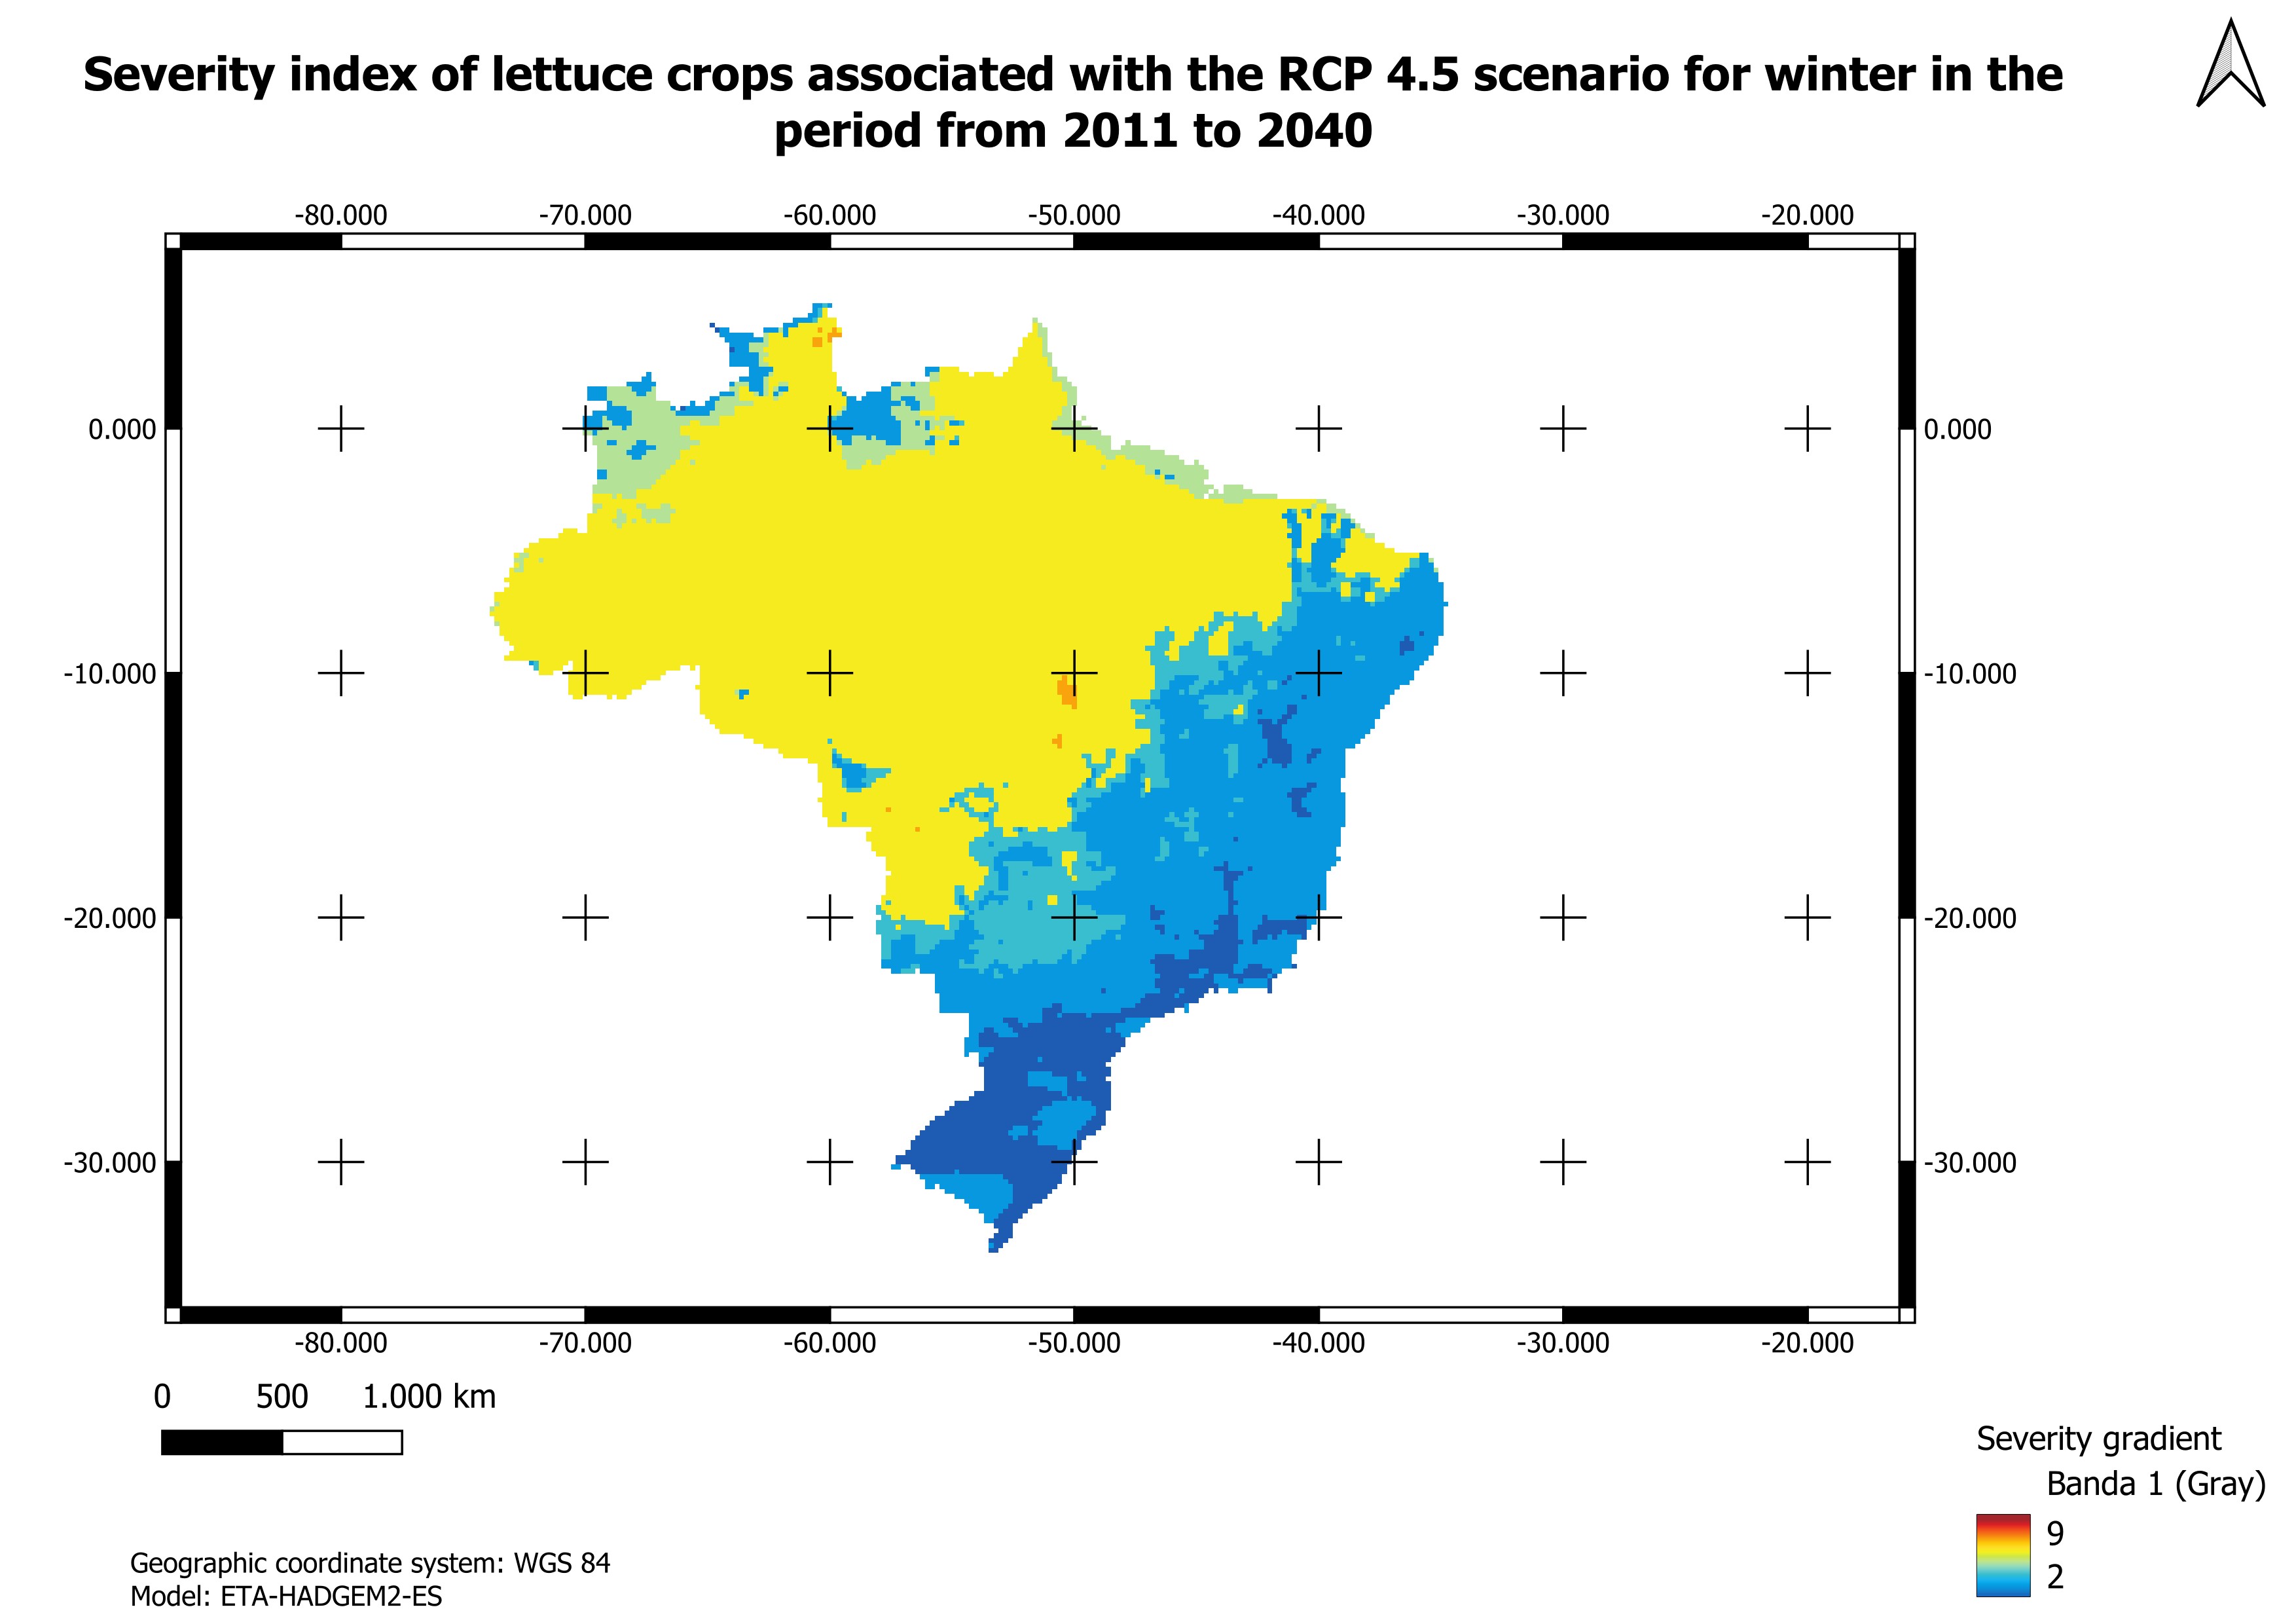 Severity index of lettuce crops associated with the RCP 4.5 scenario for winter in the
period from 2011 to 2040
-80.000 -70.000 -60.000 -50.000 -40.000 -30.000 -20.000
0.000 0.000
-10.000 -10.000
-20.000 -20.000
-30.000 -30.000
-80.000 -70.000 -60.000 -50.000 -40.000 -30.000 -20.000
0 500 1.000 km
Severity gradient
Banda 1 (Gray)
9
2
Geographic coordinate system: WGS 84
Model: ETA-HADGEM2-ES